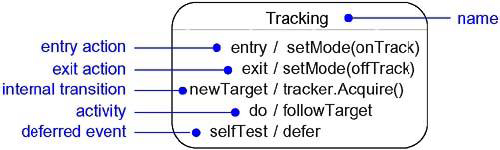 Tracking name
entry action entry / setMode(onTrack)
exit action exit / setMode(offTrack)
internal transition newTarget / tracker.Acquire()
activity do / followTarget
deferred event selfTest / defer